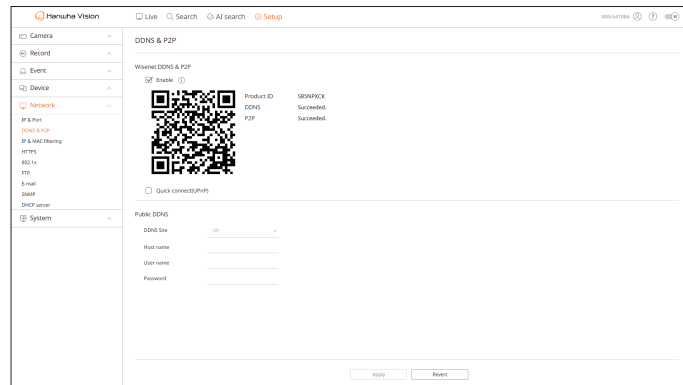 Hanwha Vision
Live Search AI search Setup
Camera
Record
Event
Device
Network
IP & Port
DDNS & P2P
IP & MAC filtering
HTTPS
802.1x
FTP
E-mail
SNMP
DHCP server
System
DDNS & P2P
Wisenet DDNS & P2P
Enable
Product ID SBSNPXCK
DDNS Succeeded.
P2P Succeeded.
Quick connect(UPnP)
Public DDNS
DDNS Site Off
Host name
User name
Password
Apply Revert